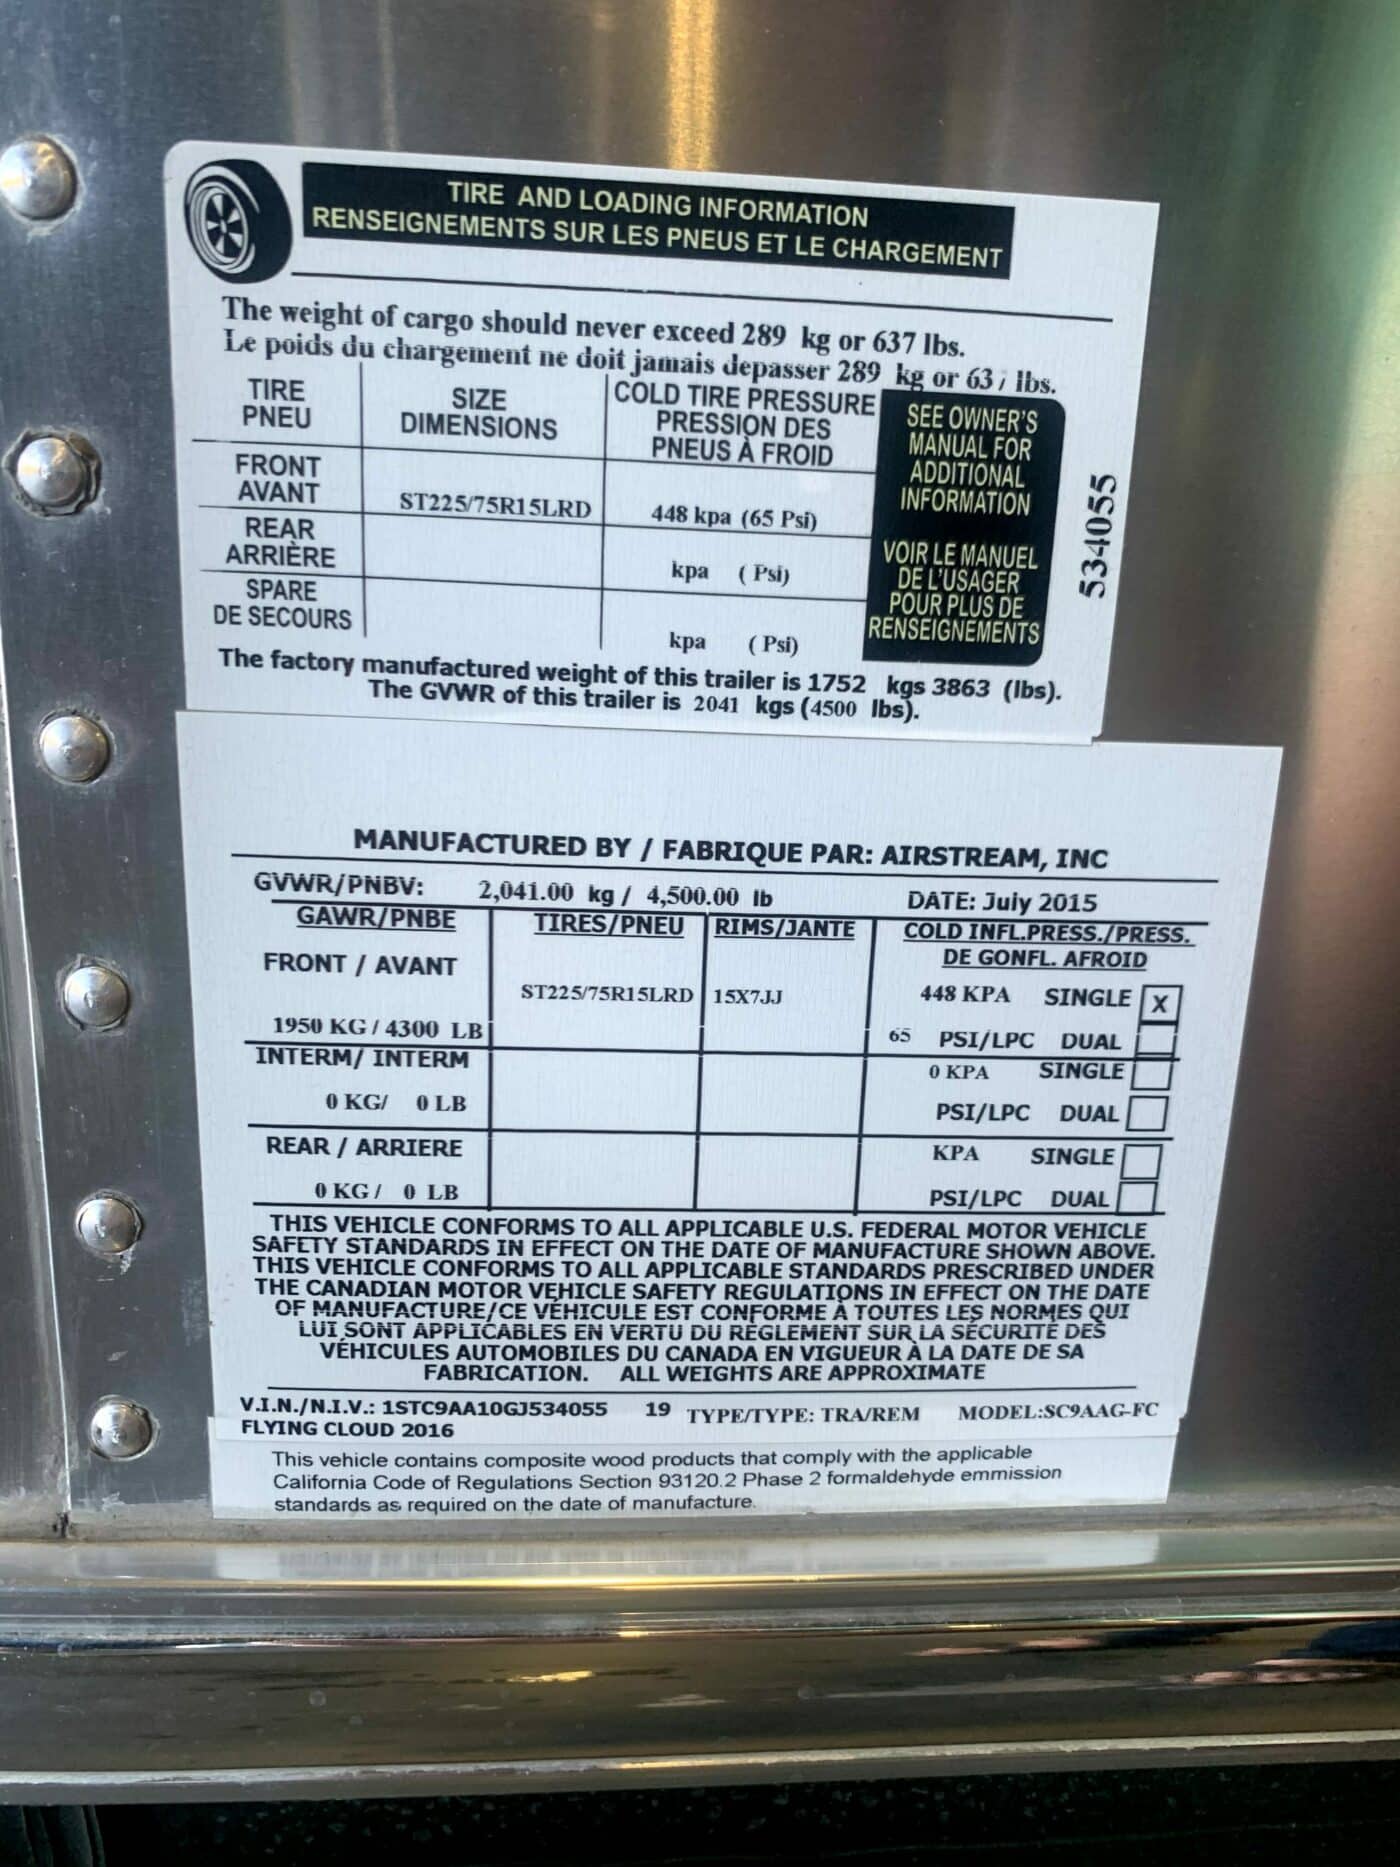 TIRE AND LOADING INFORMATION
RENSEIGNEMENTS SUR LES PNEUS ET LE CHARGEMENT
The weight of cargo should never exceed 289 kg or 637 lbs.
Le poids du chargement ne doit jamais depasser 289 kg or 637 lbs.
TIRE
PNEU
SIZE
DIMENSIONS
COLD TIRE PRESSURE
PRESSION DES
PNEUS À FROID
FRONT
AVANT
ST225/75R15LRD
448 kpa (65 Psi)
REAR
ARRIÈRE
kpa ( Psi)
SPARE
DE SECOURS
kpa ( Psi)
SEE OWNER'S
MANUAL FOR
ADDITIONAL
INFORMATION
VOIR LE MANUEL
DE L'USAGER
POUR PLUS DE
RENSEIGNEMENTS
534055
The factory manufactured weight of this trailer is 1752 kgs 3863 (lbs).
The GVWR of this trailer is 2041 kgs (4500 lbs).
MANUFACTURED BY / FABRIQUE PAR: AIRSTREAM, INC
GVWR/PNBV: 2,041.00 kg / 4,500.00 lb DATE: July 2015
GAWR/PNBE TIRES/PNEU RIMS/JANTE COLD INFL.PRESS./PRESS.
DE GONFL. AFROID
FRONT / AVANT
ST225/75R15LRD 15X7JJ 448 KPA SINGLE X
1950 KG / 4300 LB 65 PSI/LPC DUAL
INTERM/ INTERM 0 KPA SINGLE
0 KG/ 0 LB PSI/LPC DUAL
REAR / ARRIERE KPA SINGLE
0 KG / 0 LB PSI/LPC DUAL
THIS VEHICLE CONFORMS TO ALL APPLICABLE U.S. FEDERAL MOTOR VEHICLE
SAFETY STANDARDS IN EFFECT ON THE DATE OF MANUFACTURE SHOWN ABOVE.
THIS VEHICLE CONFORMS TO ALL APPLICABLE STANDARDS PRESCRIBED UNDER
THE CANADIAN MOTOR VEHICLE SAFETY REGULATIONS IN EFFECT ON THE DATE
OF MANUFACTURE/CE VÉHICULE EST CONFORME À TOUTES LES NORMES QUI
LUI SONT APPLICABLES EN VERTU DU RÈGLEMENT SUR LA SÉCURITÉ DES
VÉHICULES AUTOMOBILES DU CANADA EN VIGUEUR À LA DATE DE SA
FABRICATION. ALL WEIGHTS ARE APPROXIMATE
V.I.N./N.I.V.: 1STC9AA10GJ534055 19 TYPE/TYPE: TRA/REM MODEL:SC9AAG-FC
FLYING CLOUD 2016
This vehicle contains composite wood products that comply with the applicable
California Code of Regulations Section 93120.2 Phase 2 formaldehyde emmission
standards as required on the date of manufacture.